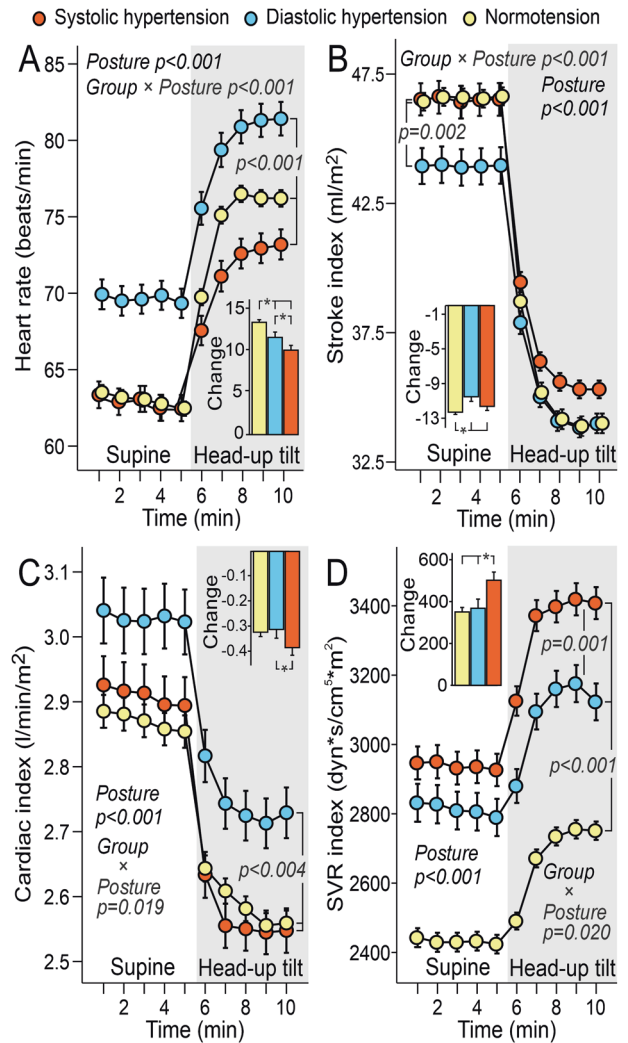 Systolic hypertension Diastolic hypertension Normotension
A
Posture p<0.001
Group × Posture p<0.001
Heart rate (beats/min)
85
80
75
70
65
60
p<0.001
Change
15
10
5
0
*
*
Supine
Head-up tilt
2 4 6 8 10
Time (min)
B
Group × Posture p<0.001
Posture
p<0.001
p=0.002
Stroke index (ml/m²)
47.5
42.5
37.5
32.5
Change
-1
-5
-9
-13
*
Supine
Head-up tilt
2 4 6 8 10
Time (min)
C
Cardiac index (l/min/m²)
3.1
3.0
2.9
2.8
2.7
2.6
2.5
Change
-0.1
-0.2
-0.3
-0.4
*
Posture
p<0.001
Group
×
Posture
p=0.019
p<0.004
Supine
Head-up tilt
2 4 6 8 10
Time (min)
D
SVR index (dyn*s/cm⁵*m²)
3400
3200
3000
2800
2600
2400
Change
600
400
200
0
*
p=0.001
p<0.001
Posture
p<0.001
Group
×
Posture
p=0.020
Supine
Head-up tilt
2 4 6 8 10
Time (min)